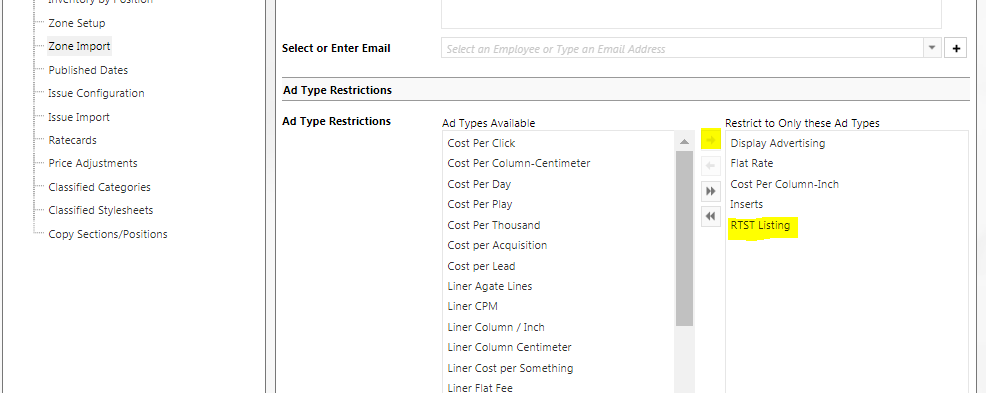 Inventory by Position
Zone Setup
Zone Import
Published Dates
Issue Configuration
Issue Import
Ratecards
Price Adjustments
Classified Categories
Classified Stylesheets
Copy Sections/Positions
Select or Enter Email
Select an Employee or Type an Email Address
Ad Type Restrictions
Ad Type Restrictions
Ad Types Available
Cost Per Click
Cost Per Column-Centimeter
Cost Per Day
Cost Per Play
Cost Per Thousand
Cost per Acquisition
Cost per Lead
Liner Agate Lines
Liner CPM
Liner Column / Inch
Liner Column Centimeter
Liner Cost per Something
Liner Flat Fee
Restrict to Only these Ad Types
Display Advertising
Flat Rate
Cost Per Column-Inch
Inserts
RTST Listing